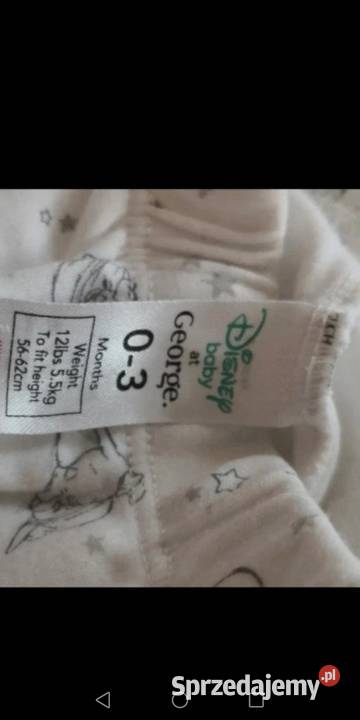 DISNEY
baby
at
George.
0-3
Months
Weight
12lbs 5.5kg
To fit height
56-62cm
Sprzedajemy.pl